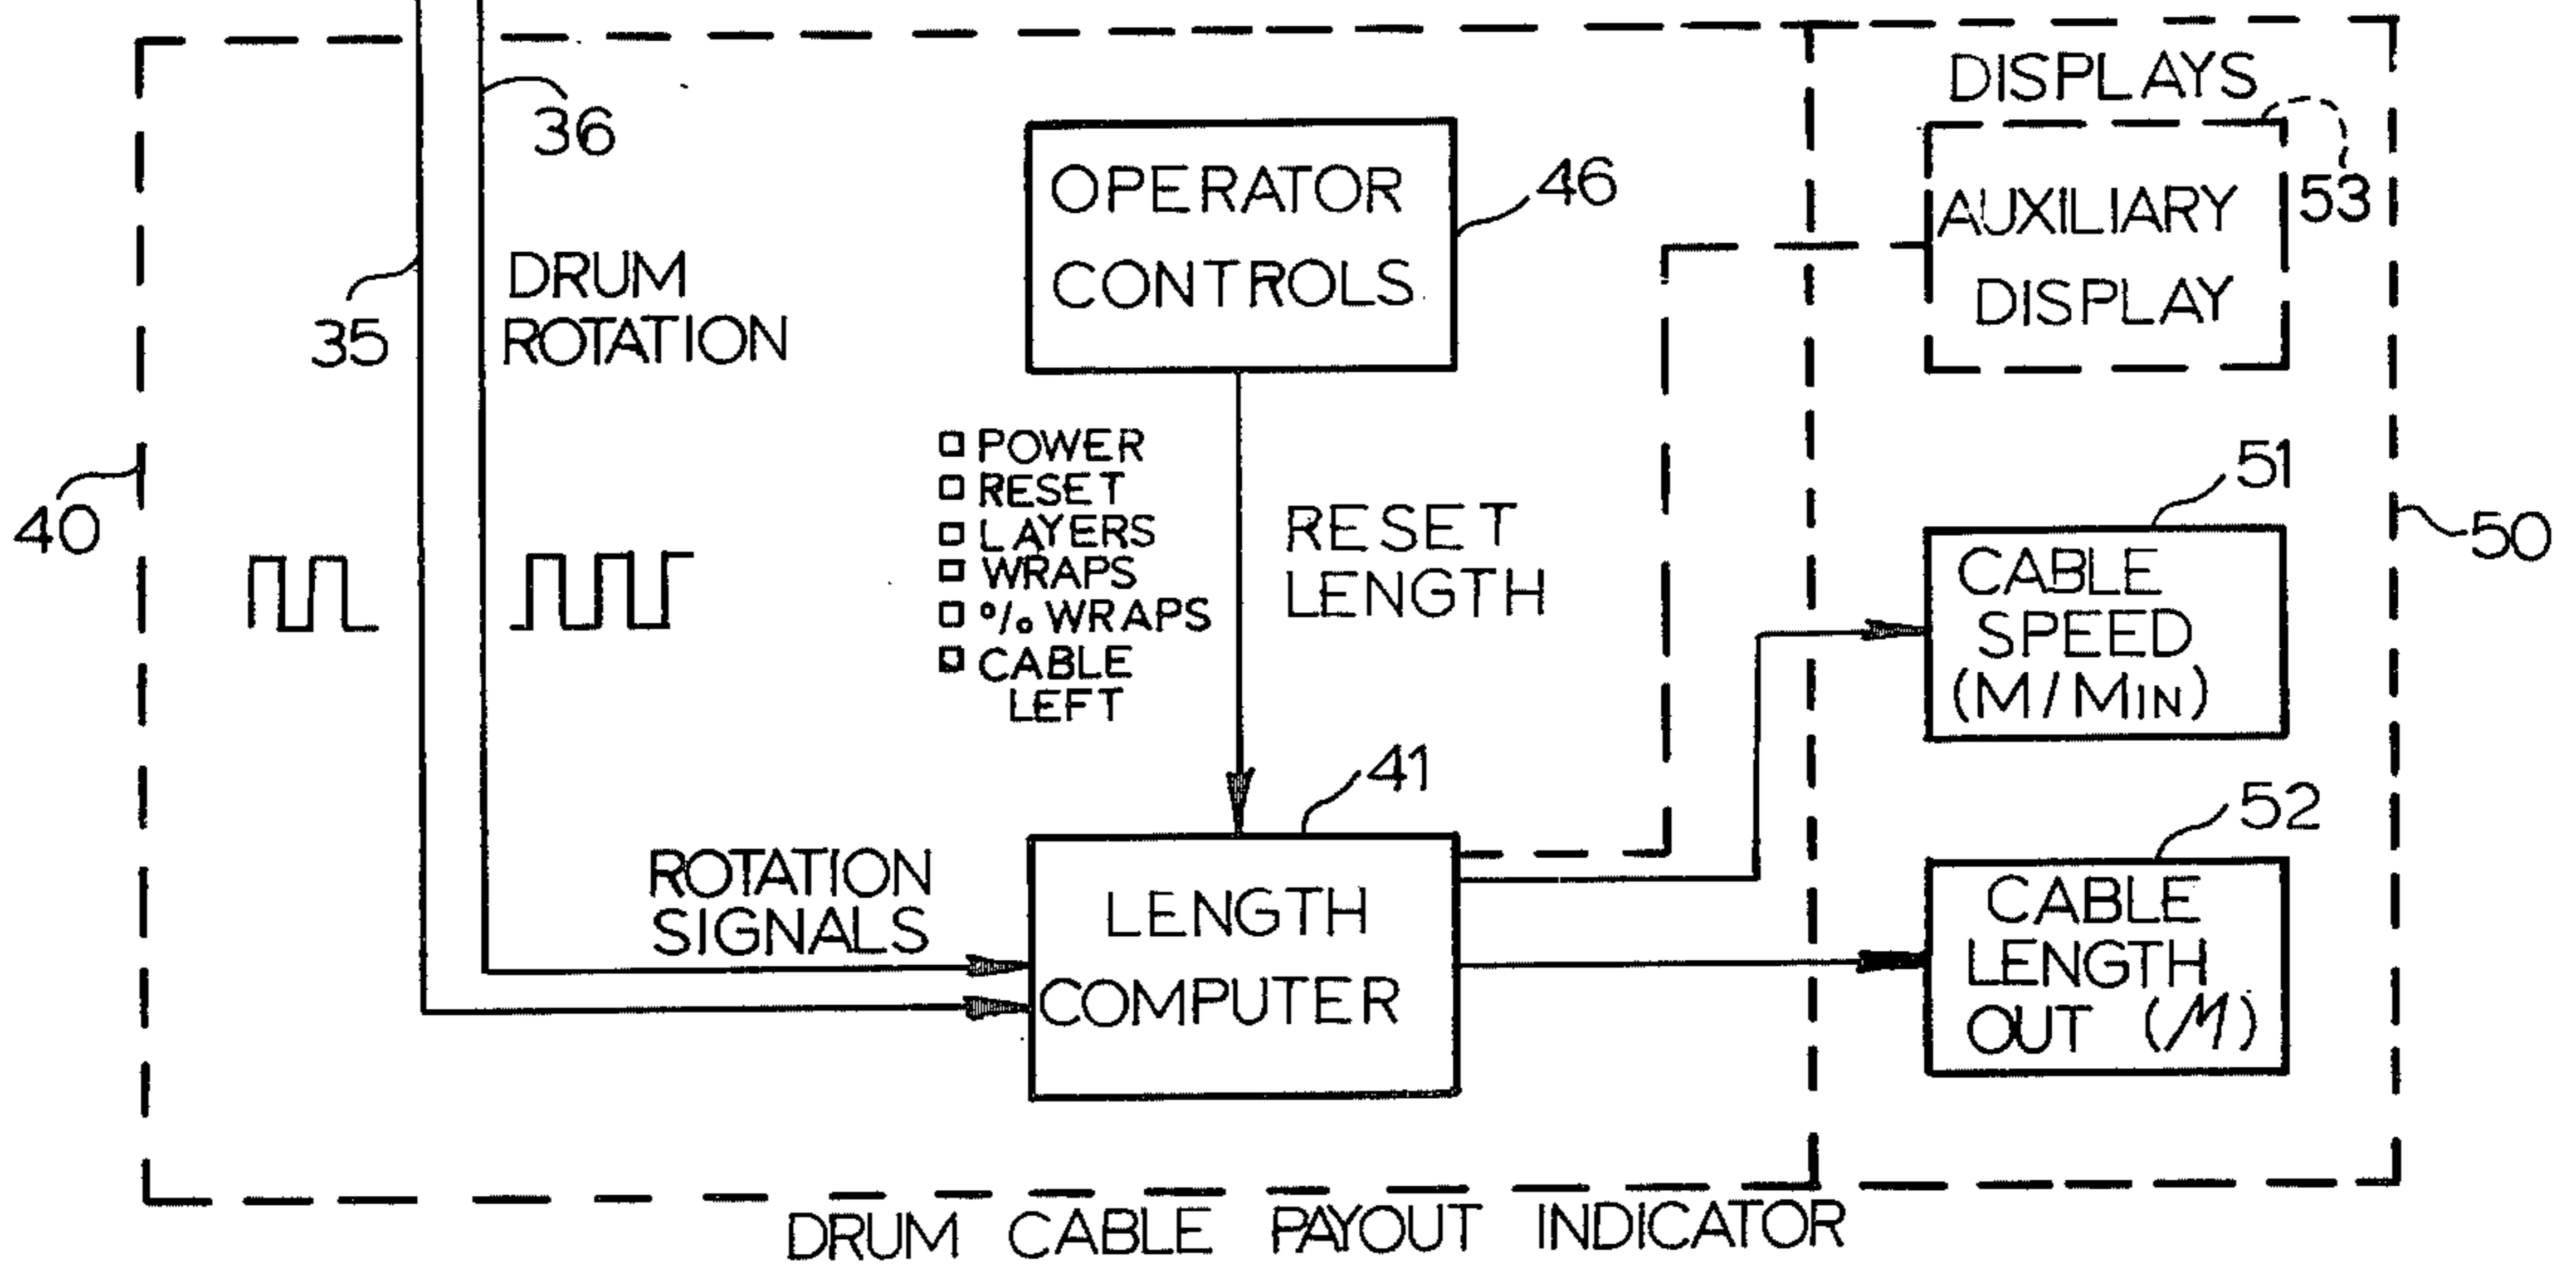 36
35
DRUM
ROTATION
40
OPERATOR
CONTROLS
46
□ POWER
□ RESET
□ LAYERS
□ WRAPS
□ % WRAPS
□ CABLE
LEFT
RESET
LENGTH
ROTATION
SIGNALS
41
LENGTH
COMPUTER
DISPLAYS
53
AUXILIARY
DISPLAY
51
CABLE
SPEED
(M/MIN)
50
52
CABLE
LENGTH
OUT (M)
DRUM CABLE PAYOUT INDICATOR